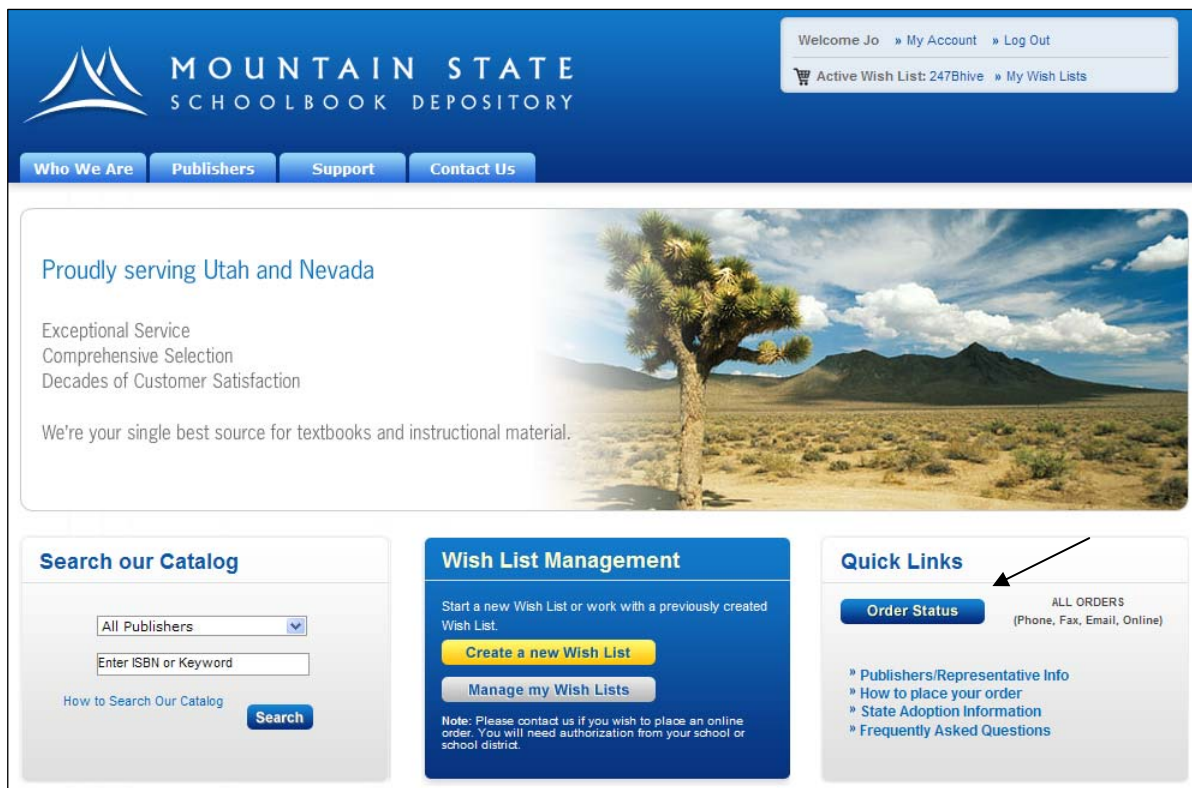 Welcome Jo » My Account » Log Out
Active Wish List: 247Bhive » My Wish Lists
MOUNTAIN STATE
SCHOOLBOOK DEPOSITORY
Who We Are Publishers Support Contact Us
Proudly serving Utah and Nevada
Exceptional Service
Comprehensive Selection
Decades of Customer Satisfaction
We're your single best source for textbooks and instructional material.
Search our Catalog
All Publishers
Enter ISBN or Keyword
How to Search Our Catalog
Search
Wish List Management
Start a new Wish List or work with a previously created
Wish List.
Create a new Wish List
Manage my Wish Lists
Note: Please contact us if you wish to place an online
order. You will need authorization from your school or
school district.
Quick Links
Order Status
ALL ORDERS
(Phone, Fax, Email, Online)
» Publishers/Representative Info
» How to place your order
» State Adoption Information
» Frequently Asked Questions